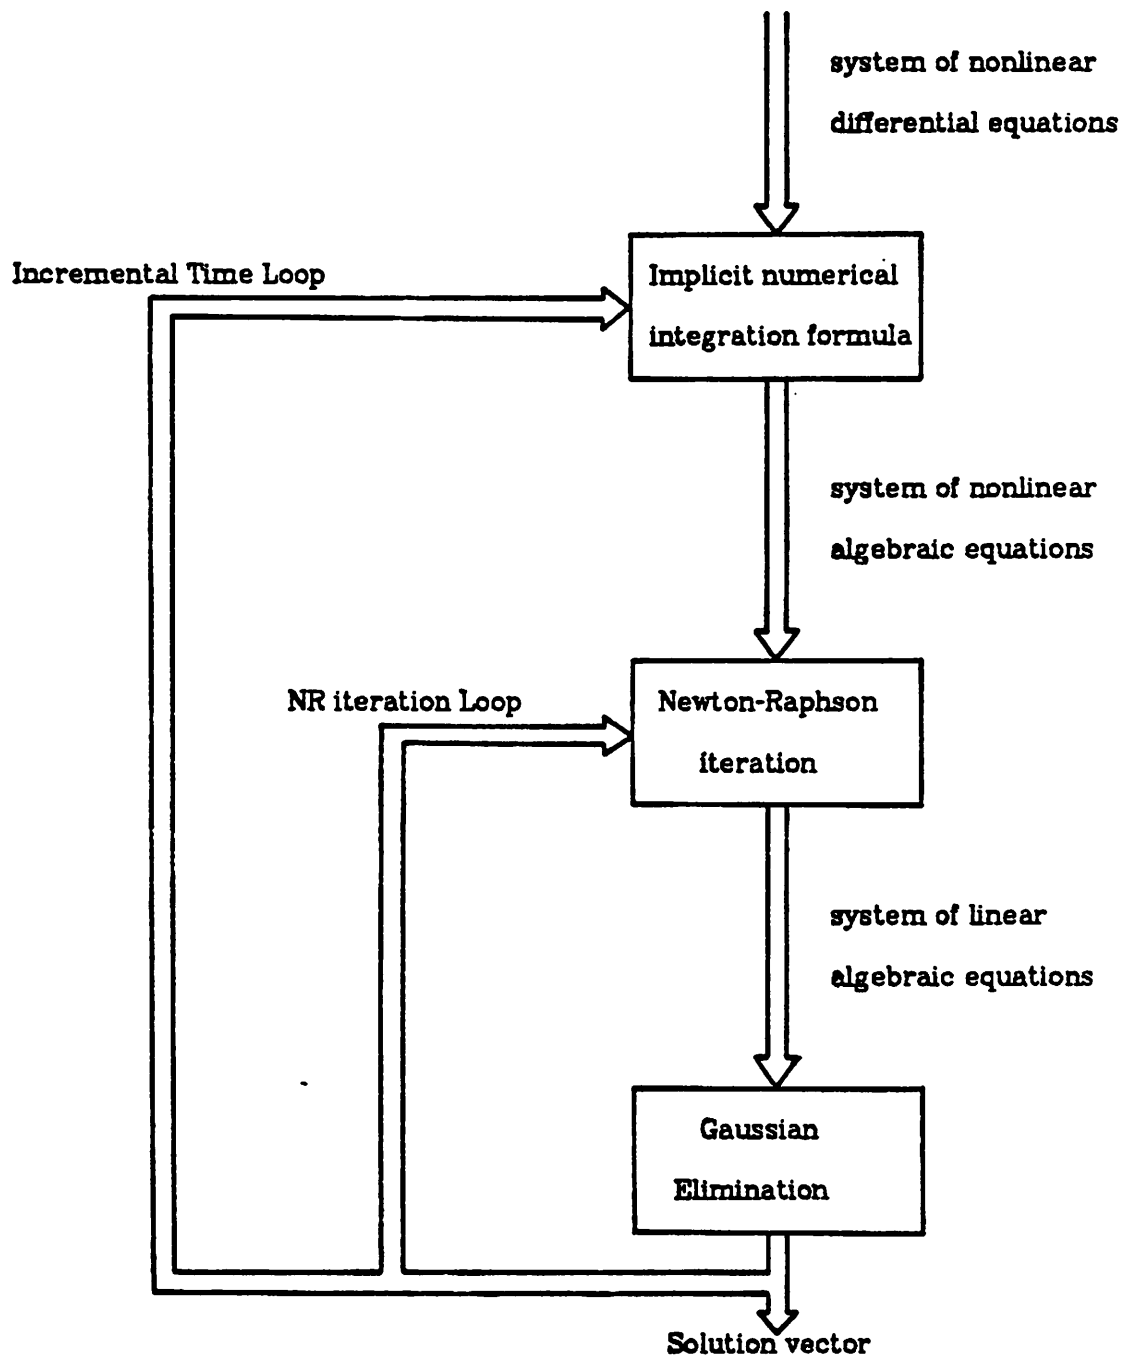 system of nonlinear
differential equations
Incremental Time Loop
Implicit numerical
integration formula
system of nonlinear
algebraic equations
NR iteration Loop
Newton-Raphson
iteration
system of linear
algebraic equations
Gaussian
Elimination
Solution vector